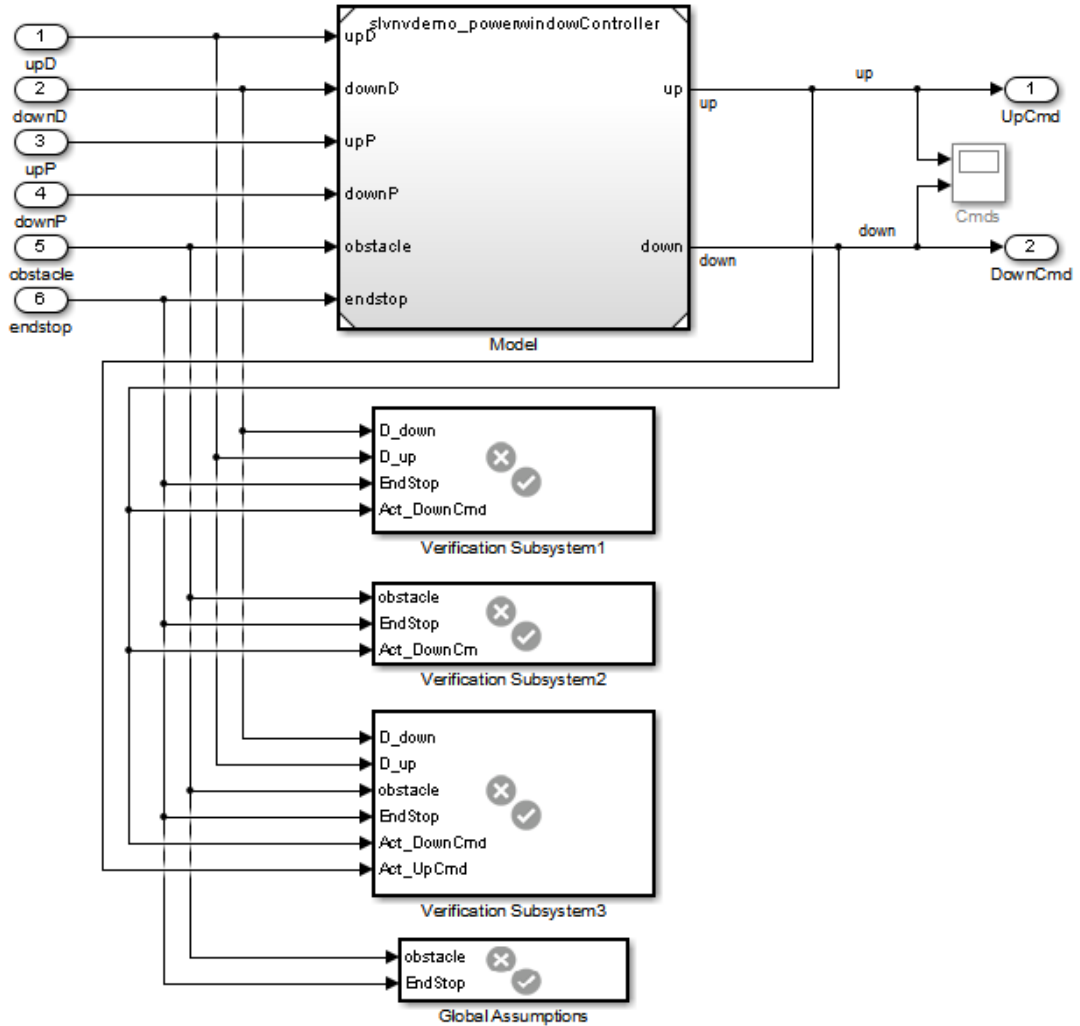 slvnvdemo_powerwindowController
1
upD
upD
2
downD
downD
up
up
up
1
UpCmd
3
upP
upP
4
downP
downP
Cmds
5
obstacle
obstacle
down
down
down
2
DownCmd
6
endstop
endstop
Model
D_down
D_up
EndStop
Act_DownCmd
Verification Subsystem1
obstacle
EndStop
Act_DownCm
Verification Subsystem2
D_down
D_up
obstacle
EndStop
Act_DownCmd
Act_UpCmd
Verification Subsystem3
obstacle
EndStop
Global Assumptions